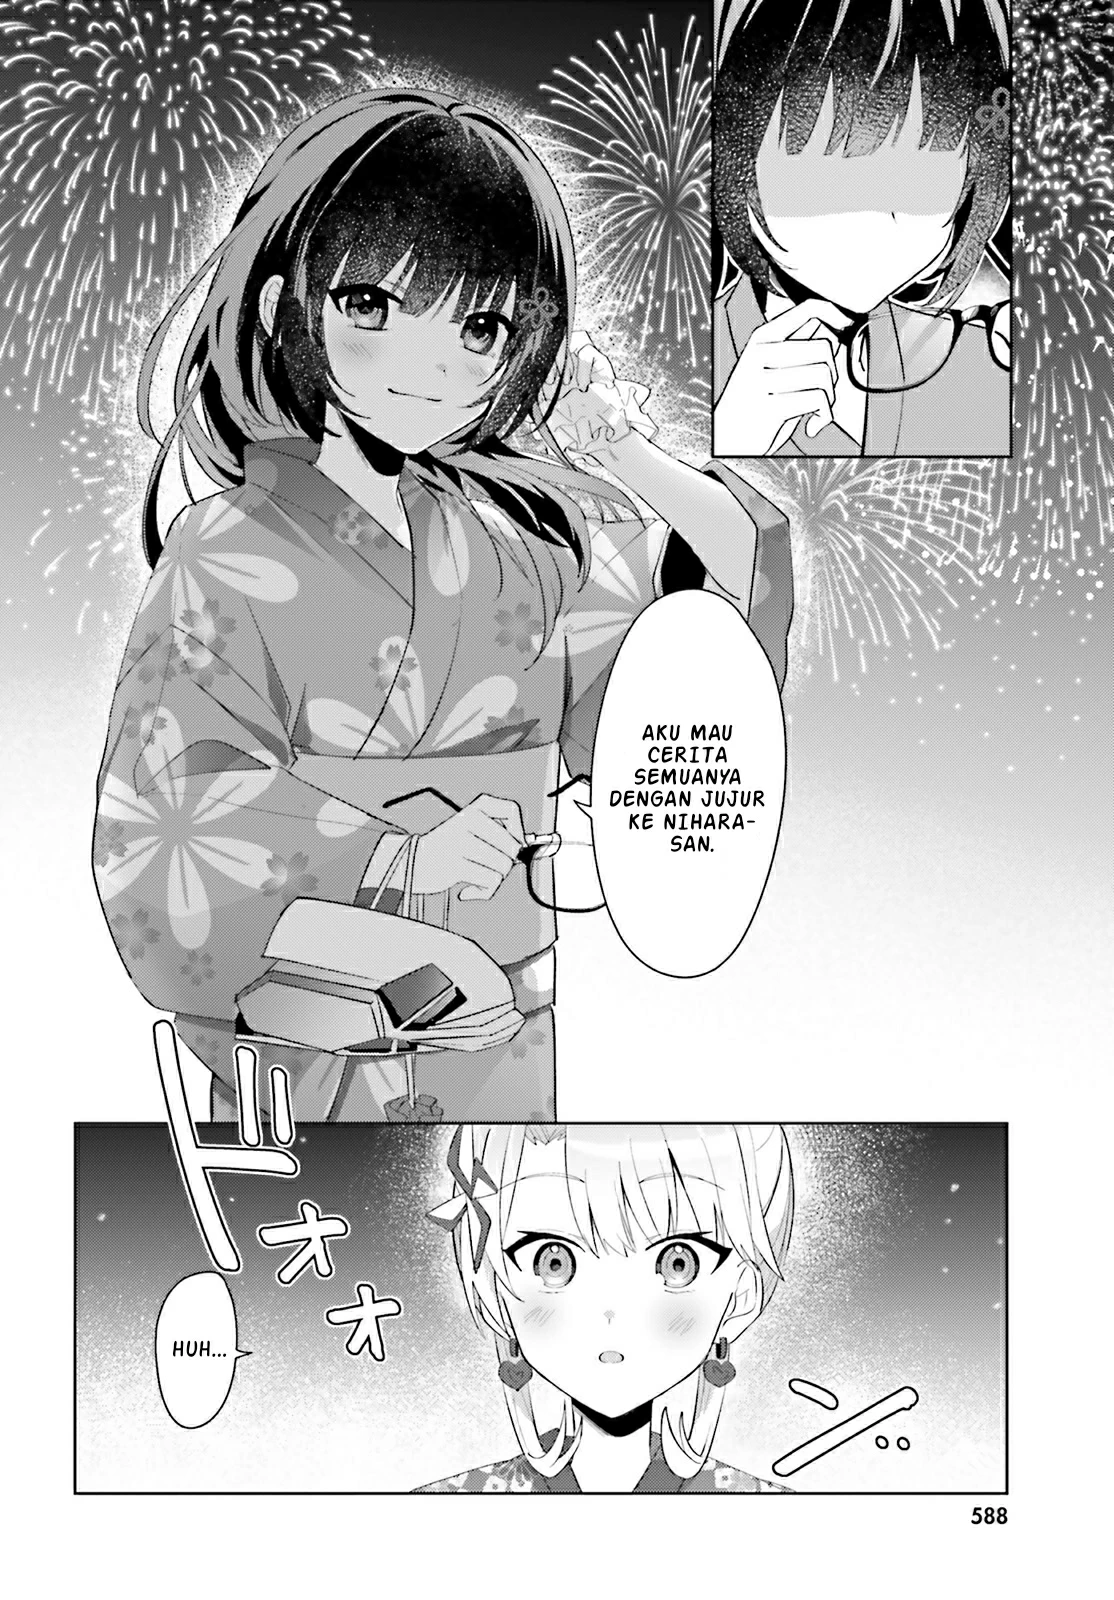 AKU MAU
CERITA
SEMUANYA
DENGAN JUJUR
KE NIHARA-
SAN.
ドォォ
HUH...
ン..
588